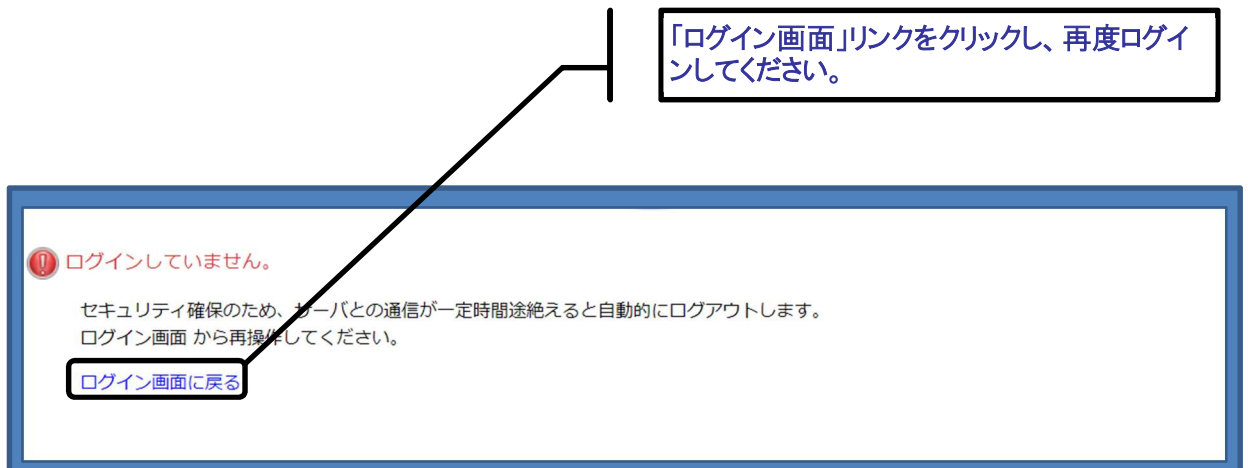 「ログイン画面」リンクをクリックし、再度ログイ
ンしてください。
ログインしていません。
セキュリティ確保のため、サーバとの通信が一定時間途絶えると自動的にログアウトします。
ログイン画面 から再操作してください。
ログイン画面に戻る